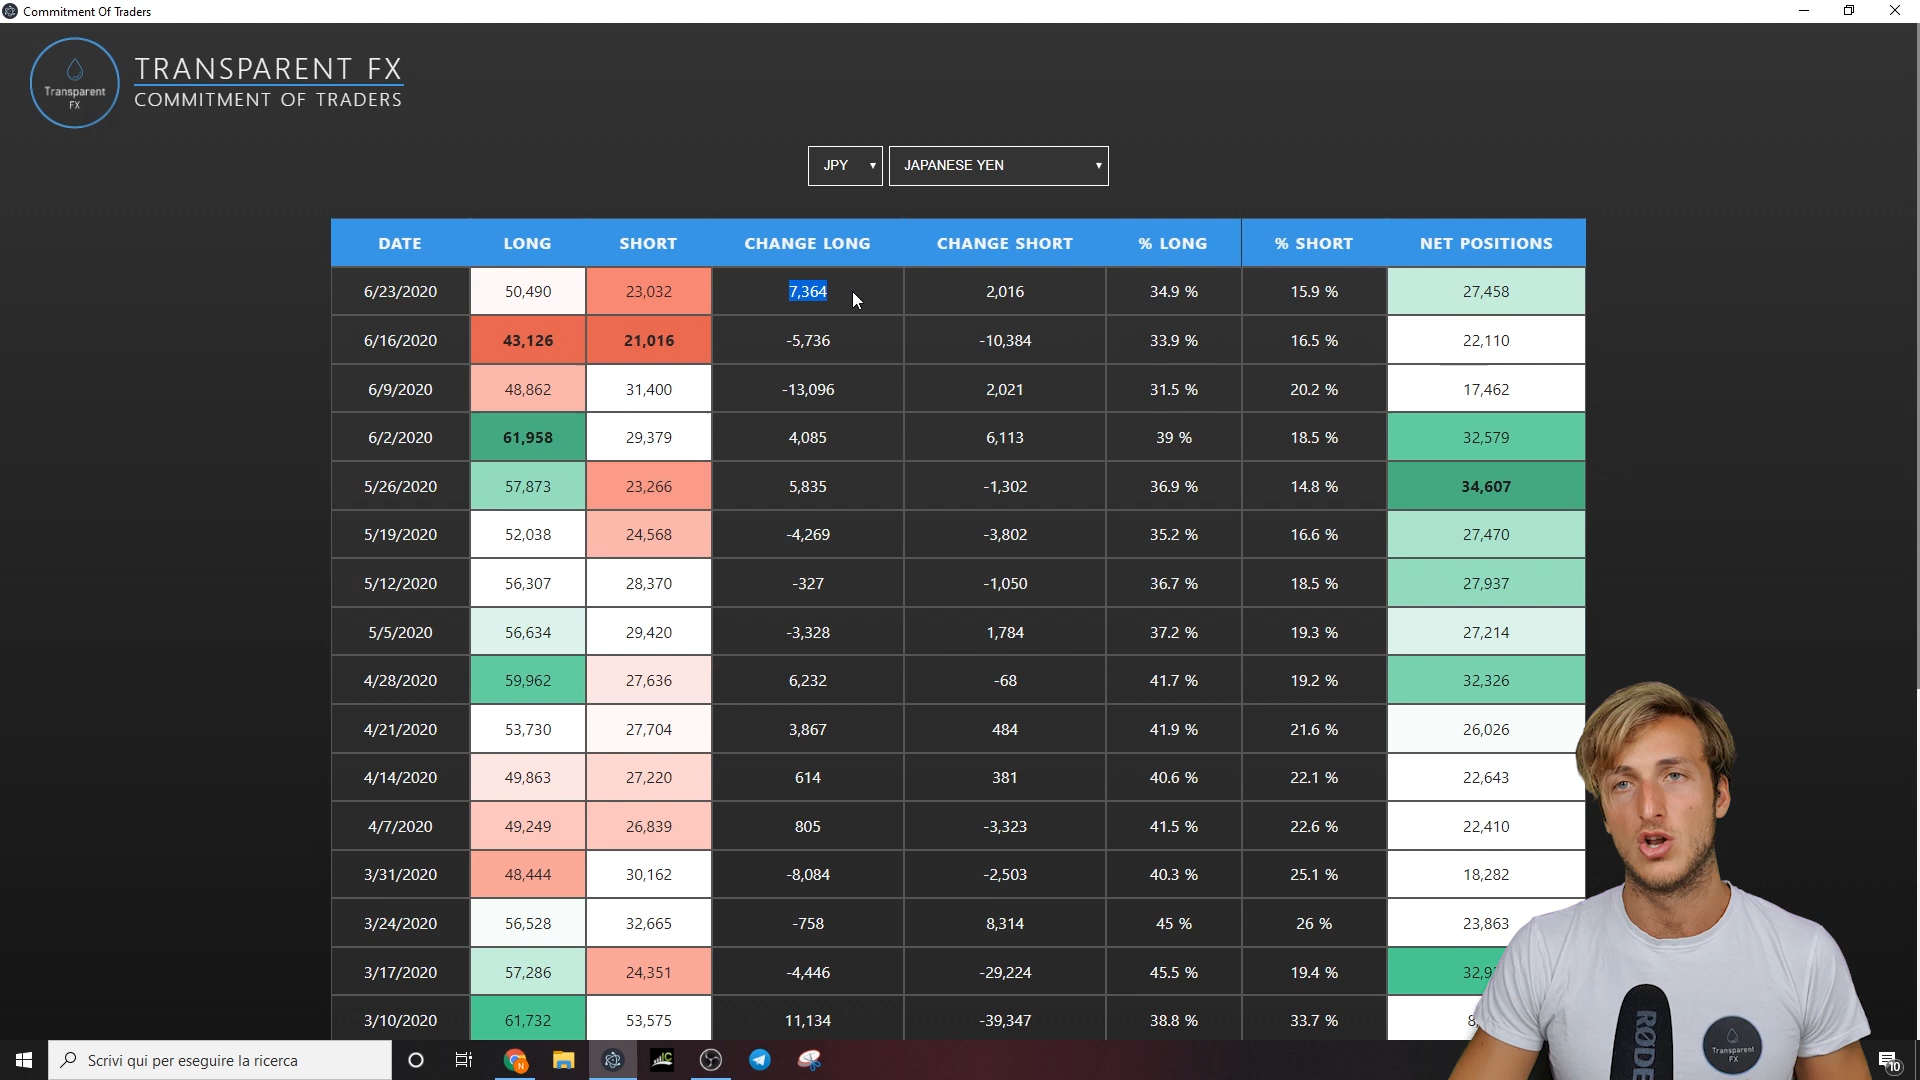 Commitment Of Traders
Transparent
FX
TRANSPARENT FX
COMMITMENT OF TRADERS
JPY
JAPANESE YEN
DATE LONG SHORT CHANGE LONG CHANGE SHORT % LONG % SHORT NET POSITIONS
6/23/2020 50,490 23,032 7,364 2,016 34.9 % 15.9 % 27,458
6/16/2020 43,126 21,016 -5,736 -10,384 33.9 % 16.5 % 22,110
6/9/2020 48,862 31,400 -13,096 2,021 31.5 % 20.2 % 17,462
6/2/2020 61,958 29,379 4,085 6,113 39 % 18.5 % 32,579
5/26/2020 57,873 23,266 5,835 -1,302 36.9 % 14.8 % 34,607
5/19/2020 52,038 24,568 -4,269 -3,802 35.2 % 16.6 % 27,470
5/12/2020 56,307 28,370 -327 -1,050 36.7 % 18.5 % 27,937
5/5/2020 56,634 29,420 -3,328 1,784 37.2 % 19.3 % 27,214
4/28/2020 59,962 27,636 6,232 -68 41.7 % 19.2 % 32,326
4/21/2020 53,730 27,704 3,867 484 41.9 % 21.6 % 26,026
4/14/2020 49,863 27,220 614 381 40.6 % 22.1 % 22,643
4/7/2020 49,249 26,839 805 -3,323 41.5 % 22.6 % 22,410
3/31/2020 48,444 30,162 -8,084 -2,503 40.3 % 25.1 % 18,282
3/24/2020 56,528 32,665 -758 8,314 45 % 26 % 23,863
3/17/2020 57,286 24,351 -4,446 -29,224 45.5 % 19.4 %
3/10/2020 61,732 53,575 11,134 -39,347 38.8 % 33.7 %
RØDE
Transparent
FX
Scrivi qui per eseguire la ricerca
10